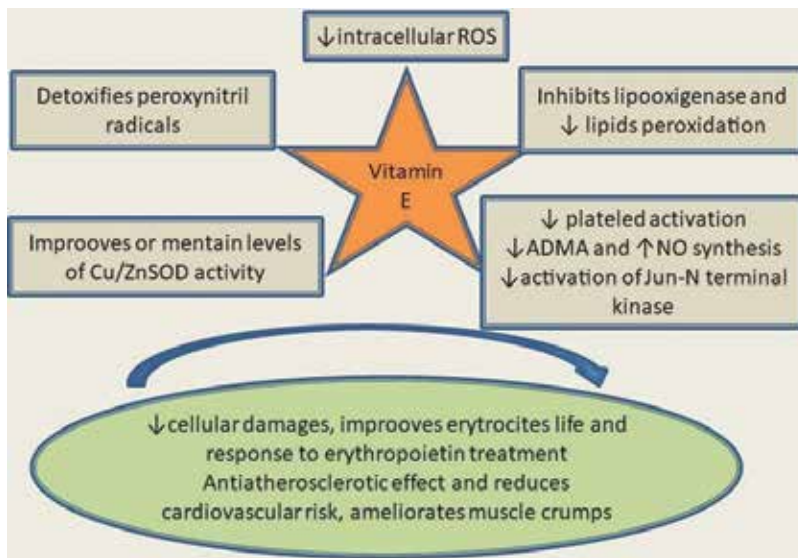 ↓intracellular ROS
Detoxifies peroxynitril
radicals
Inhibits lipooxigenase and
↓ lipids peroxidation
Vitamin
E
Improoves or mentain levels
of Cu/ZnSOD activity
↓ plateled activation
↓ADMA and ↑NO synthesis
↓activation of Jun-N terminal
kinase
↓cellular damages, improoves erytrocites life and
response to erythropoietin treatment
Antiatherosclerotic effect and reduces
cardiovascular risk, ameliorates muscle crumps